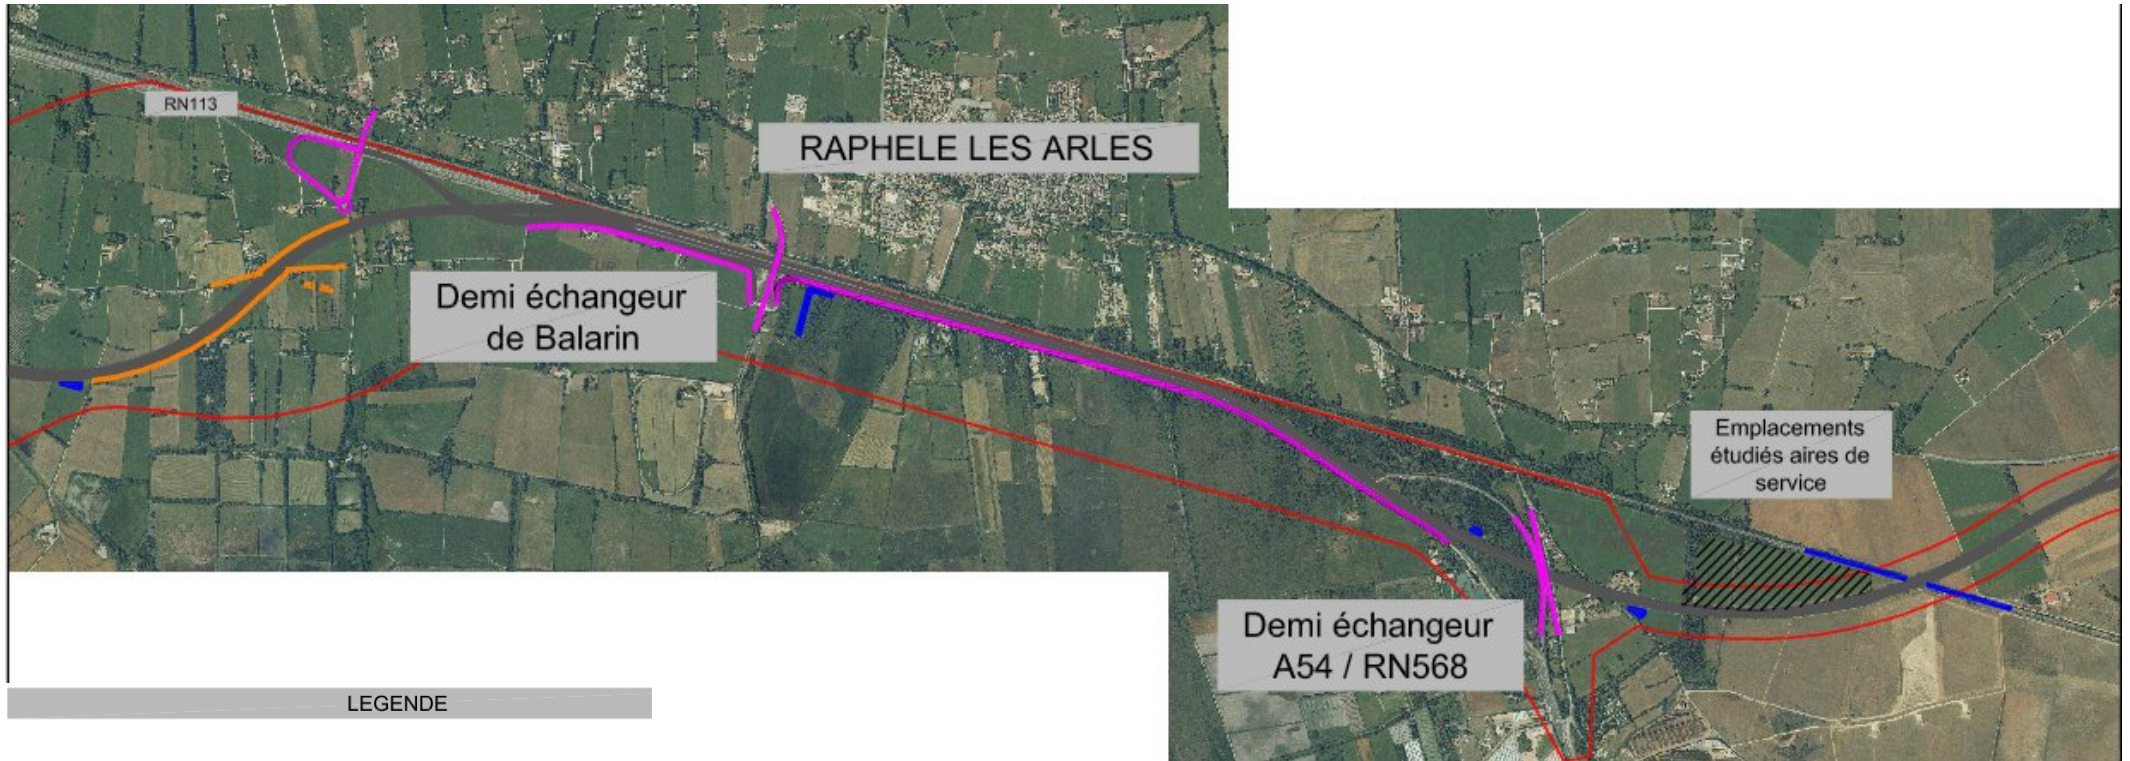 RN113
RAPHELE LES ARLES
Demi échangeur
de Balarin
Emplacements
étudiés aires de
service
Demi échangeur
A54 / RN568
LEGENDE